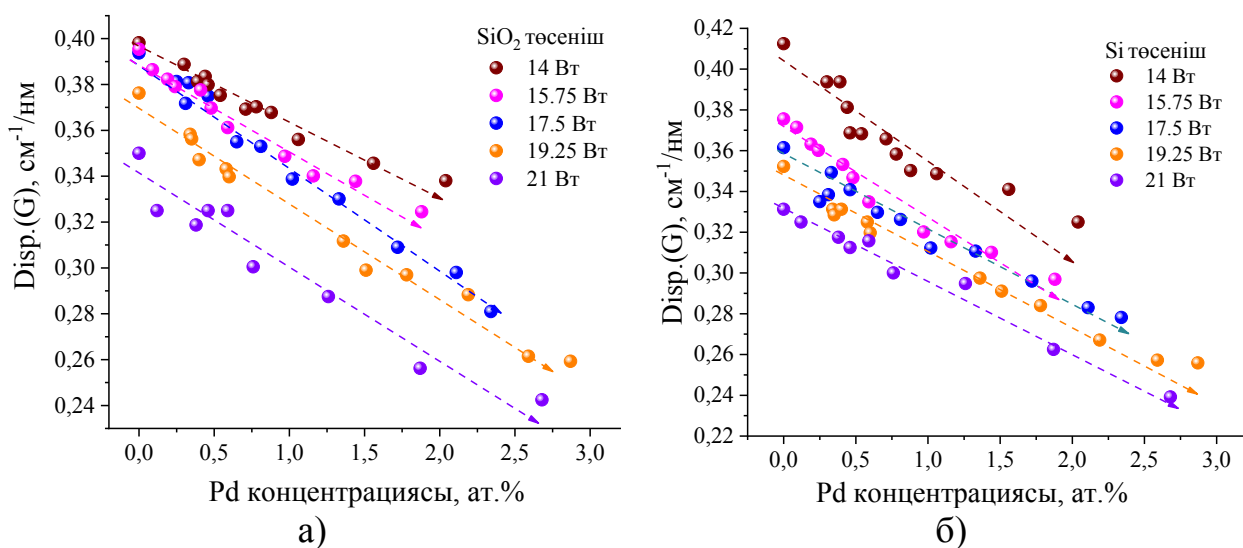 SiO2 төсеніш
14 Вт
15.75 Вт
17.5 Вт
19.25 Вт
21 Вт
Disp.(G), см-1/нм
0,40
0,38
0,36
0,34
0,32
0,30
0,28
0,26
0,24
0,0 0,5 1,0 1,5 2,0 2,5 3,0
Pd концентрациясы, ат.%
а)
Si төсеніш
14 Вт
15.75 Вт
17.5 Вт
19.25 Вт
21 Вт
Disp.(G), см-1/нм
0,42
0,40
0,38
0,36
0,34
0,32
0,30
0,28
0,26
0,24
0,22
0,0 0,5 1,0 1,5 2,0 2,5 3,0
Pd концентрациясы, ат.%
б)